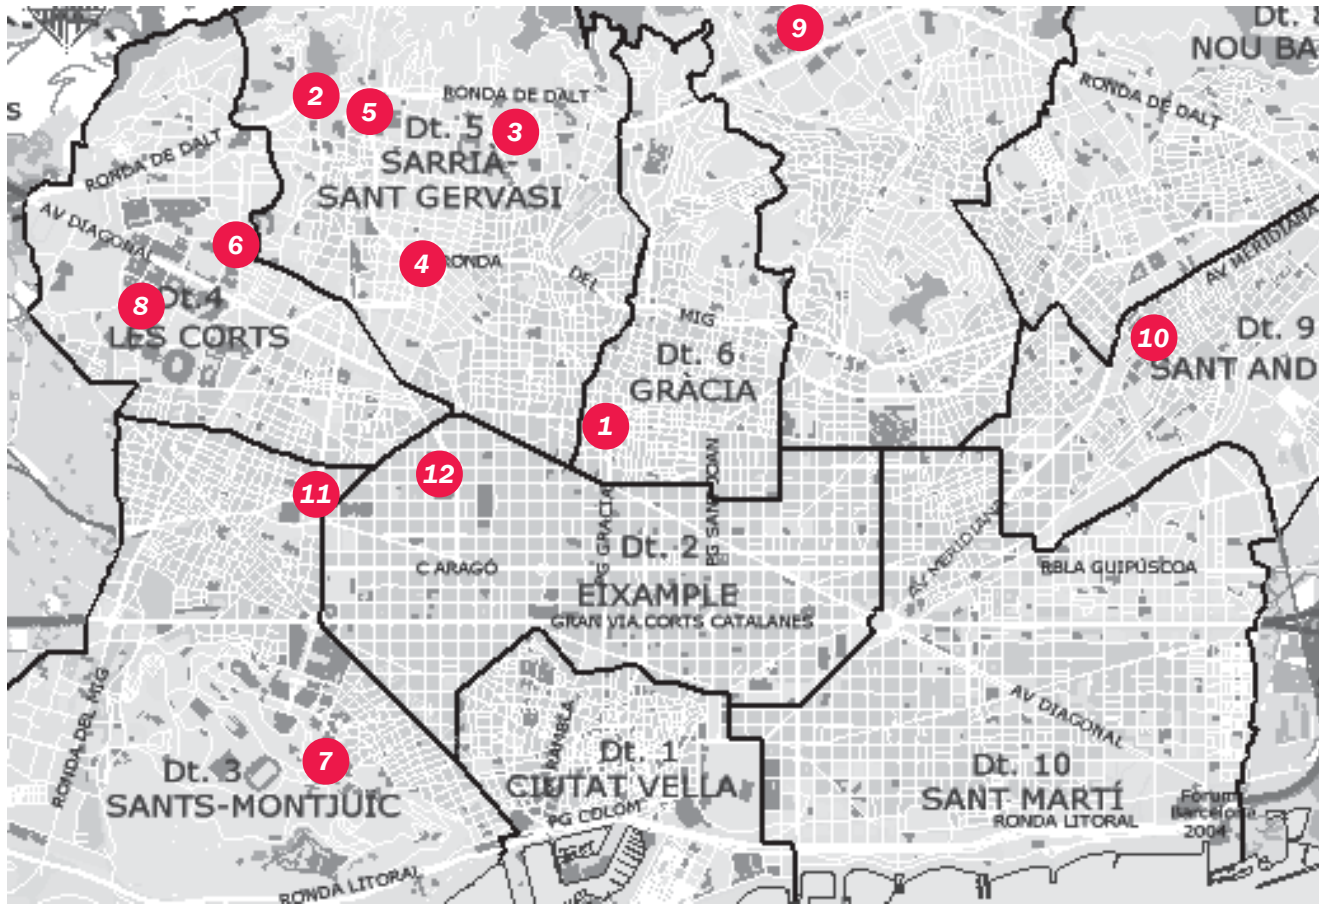 9
Dt. 8
NOU BA
S
2
5
RONDA DE DALT
3
Dt. 5
SARRIÀ-
SANT GERVASI
RONDA DE DALT
RONDA DE DALT
AV DIAGONAL
6
4
RONDA
DEL
MIG
AV MERIDIANA
8
Dt.4
LES CORTS
10
Dt. 9
SANT AND
Dt. 6
GRÀCIA
1
12
11
PG GRACIA
PG SANT JOAN
Dt. 2
EIXAMPLE
C ARAGÓ
GRAN VIA CORTS CATALANES
AV MERIDIANA
RBLA GUIPÚSCOA
RONDA DEL MIG
7
Dt. 3
SANTS-MONTJUIC
RAMBLA
Dt. 1
CIUTAT VELLA
PG COLOM
AV DIAGONAL
Dt. 10
SANT MARTÍ
RONDA LITORAL
Fòrum
Barcelona
2004
RONDA LITORAL